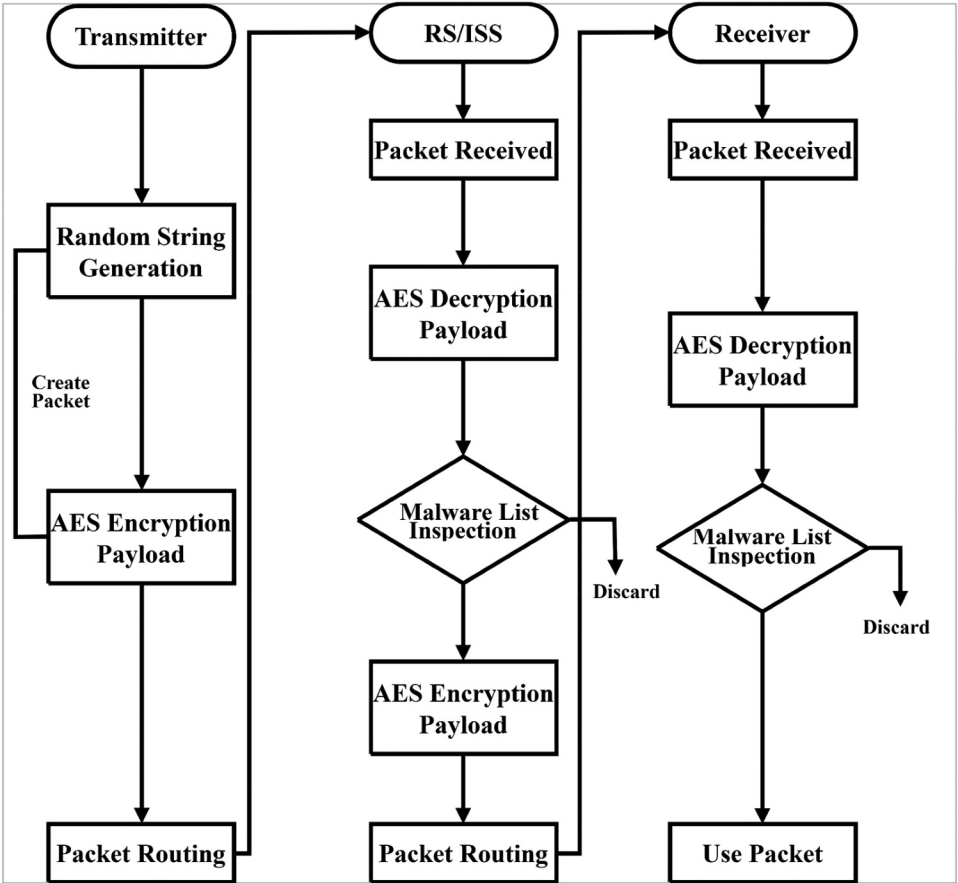 Transmitter
Random String
Generation
Create
Packet
AES Encryption
Payload
Packet Routing
RS/ISS
Packet Received
AES Decryption
Payload
Malware List
Inspection
Discard
AES Encryption
Payload
Packet Routing
Receiver
Packet Received
AES Decryption
Payload
Malware List
Inspection
Discard
Use Packet